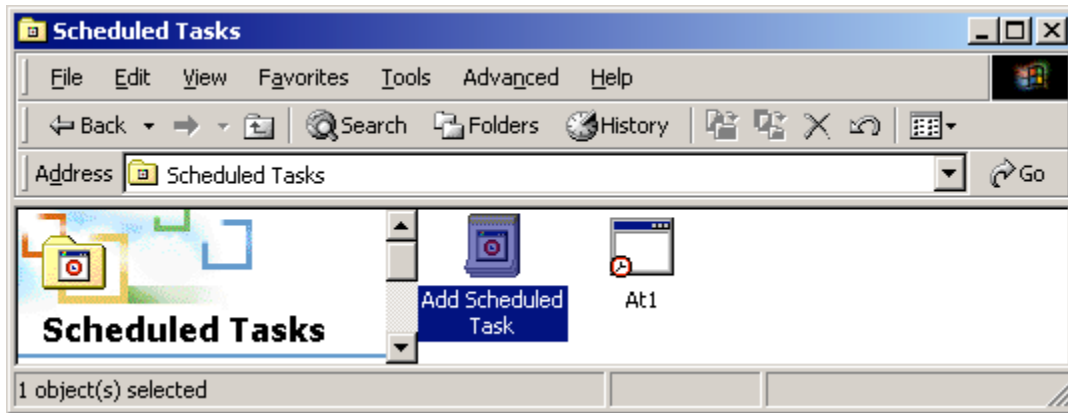 Scheduled Tasks
File Edit View Favorites Tools Advanced Help
Back Search Folders History
Address Scheduled Tasks Go
Scheduled Tasks
Add Scheduled
Task
At1
1 object(s) selected